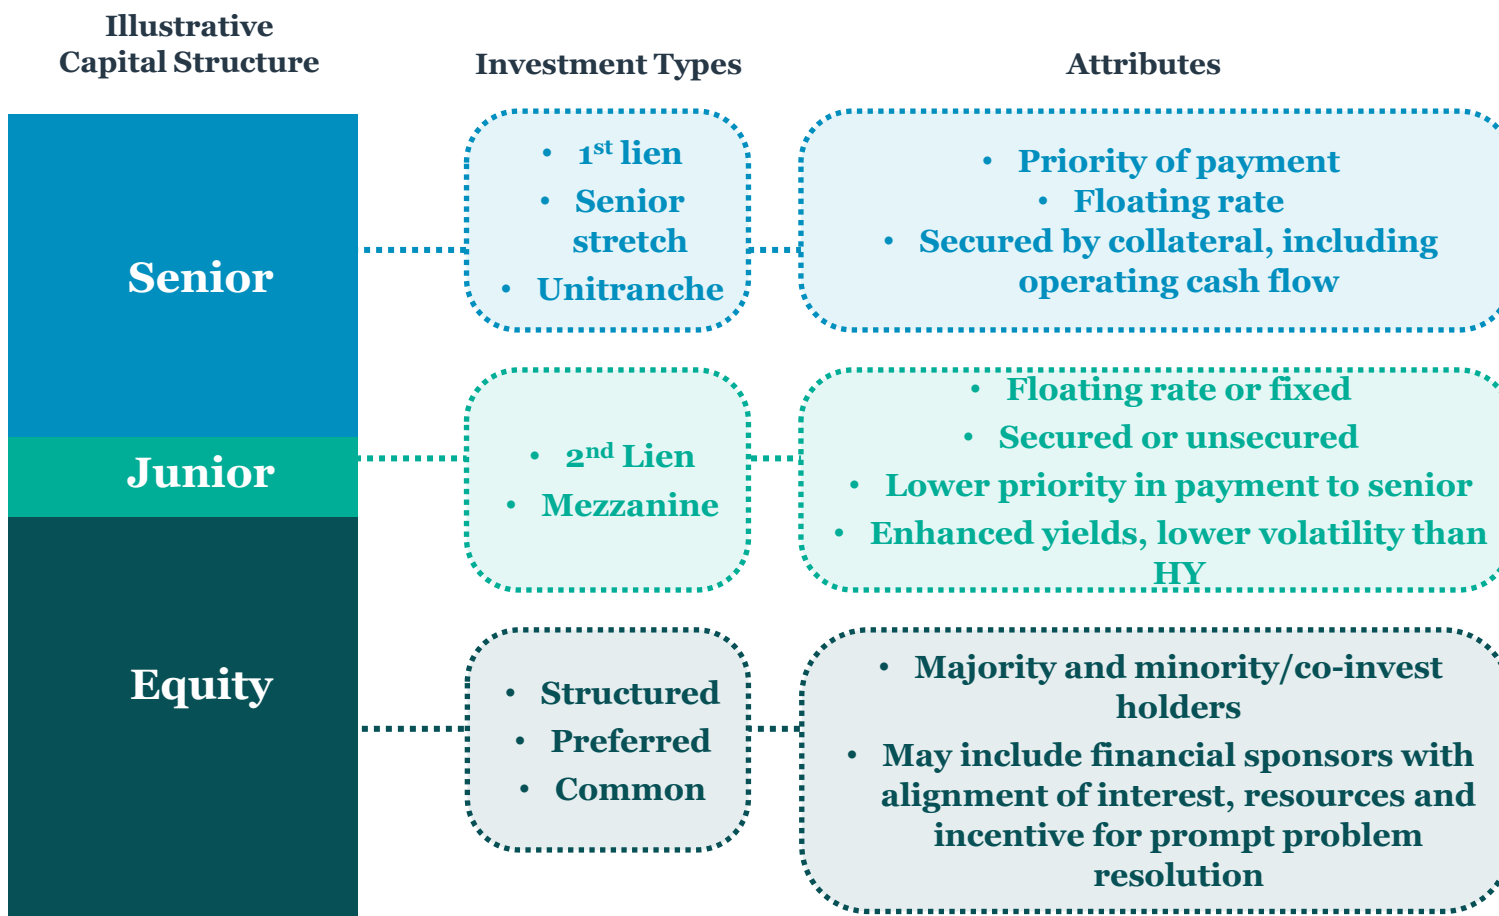 Illustrative
Capital Structure
Investment Types
Attributes
Senior
• 1st lien
• Senior
stretch
• Unitranche
• Priority of payment
• Floating rate
• Secured by collateral, including
operating cash flow
Junior
• 2nd Lien
• Mezzanine
• Floating rate or fixed
• Secured or unsecured
• Lower priority in payment to senior
• Enhanced yields, lower volatility than
HY
Equity
• Structured
• Preferred
• Common
• Majority and minority/co-invest
holders
• May include financial sponsors with
alignment of interest, resources and
incentive for prompt problem
resolution